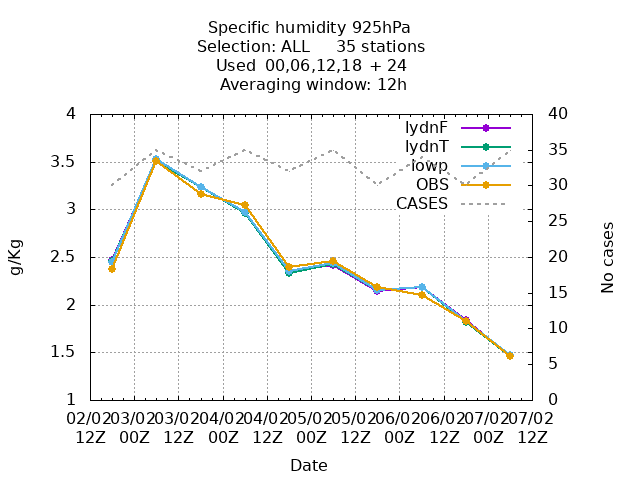 Specific humidity 925hPa
Selection: ALL 35 stations
Used 00,06,12,18 + 24
Averaging window: 12h
4
3.5
3
2.5
2
1.5
1
g/Kg
40
35
30
25
20
15
10
5
0
No cases
lydnF
lydnT
iowp
OBS
CASES
02/02 03/02 03/02 04/02 04/02 05/02 05/02 06/02 06/02 07/02 07/02
12Z 00Z 12Z 00Z 12Z 00Z 12Z 00Z 12Z 00Z 12Z
Date